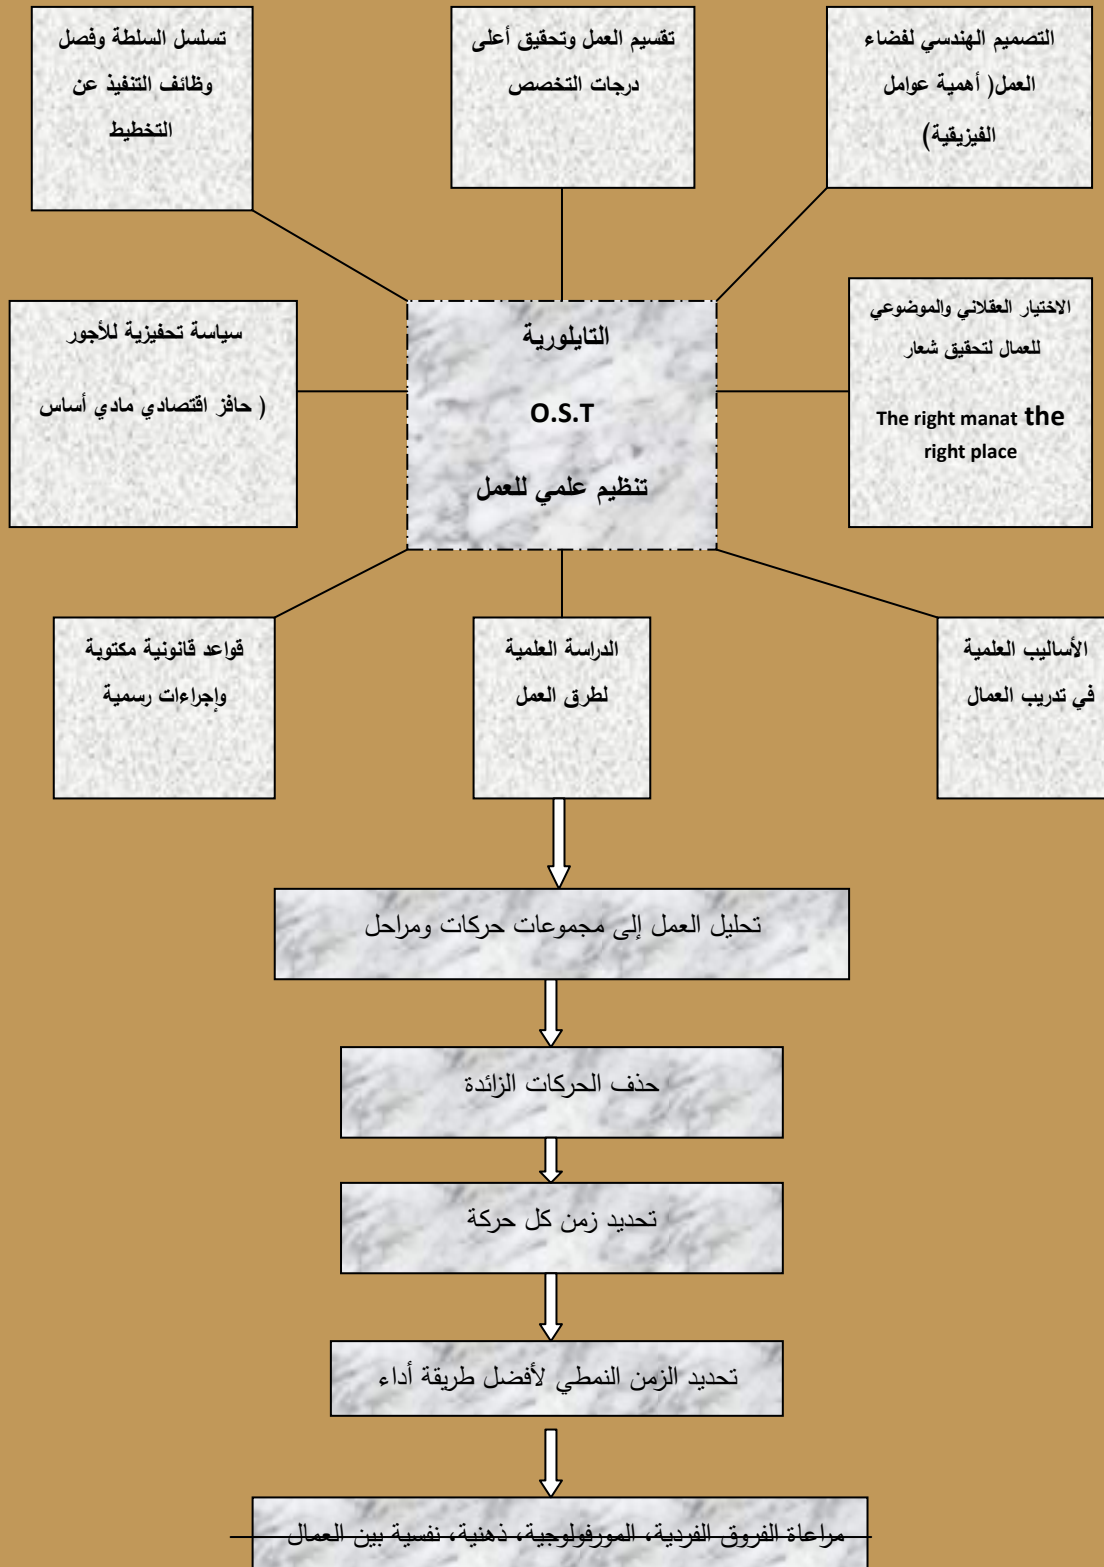 التصميم الهندسي لفضاء
العمل( أهمية عوامل
الفيزيقية)
تقسيم العمل وتحقيق أعلى
درجات التخصص
تسلسل السلطة وفصل
وظائف التنفيذ عن
التخطيط
الاختيار العقلاني والموضوعي
للعمال لتحقيق شعار
The right manat the
right place
التايلورية
O.S.T
تنظيم علمي للعمل
سياسة تحفيزية للأجور
( حافز اقتصادي مادي أساس
الأساليب العلمية
في تدريب العمال
الدراسة العلمية
لطرق العمل
قواعد قانونية مكتوبة
وإجراءات رسمية
تحليل العمل إلى مجموعات حركات ومراحل
حذف الحركات الزائدة
تحديد زمن كل حركة
تحديد الزمن النمطي لأفضل طريقة أداء
مراعاة الفروق الفردية، المورفولوجية، ذهنية، نفسية بين العمال